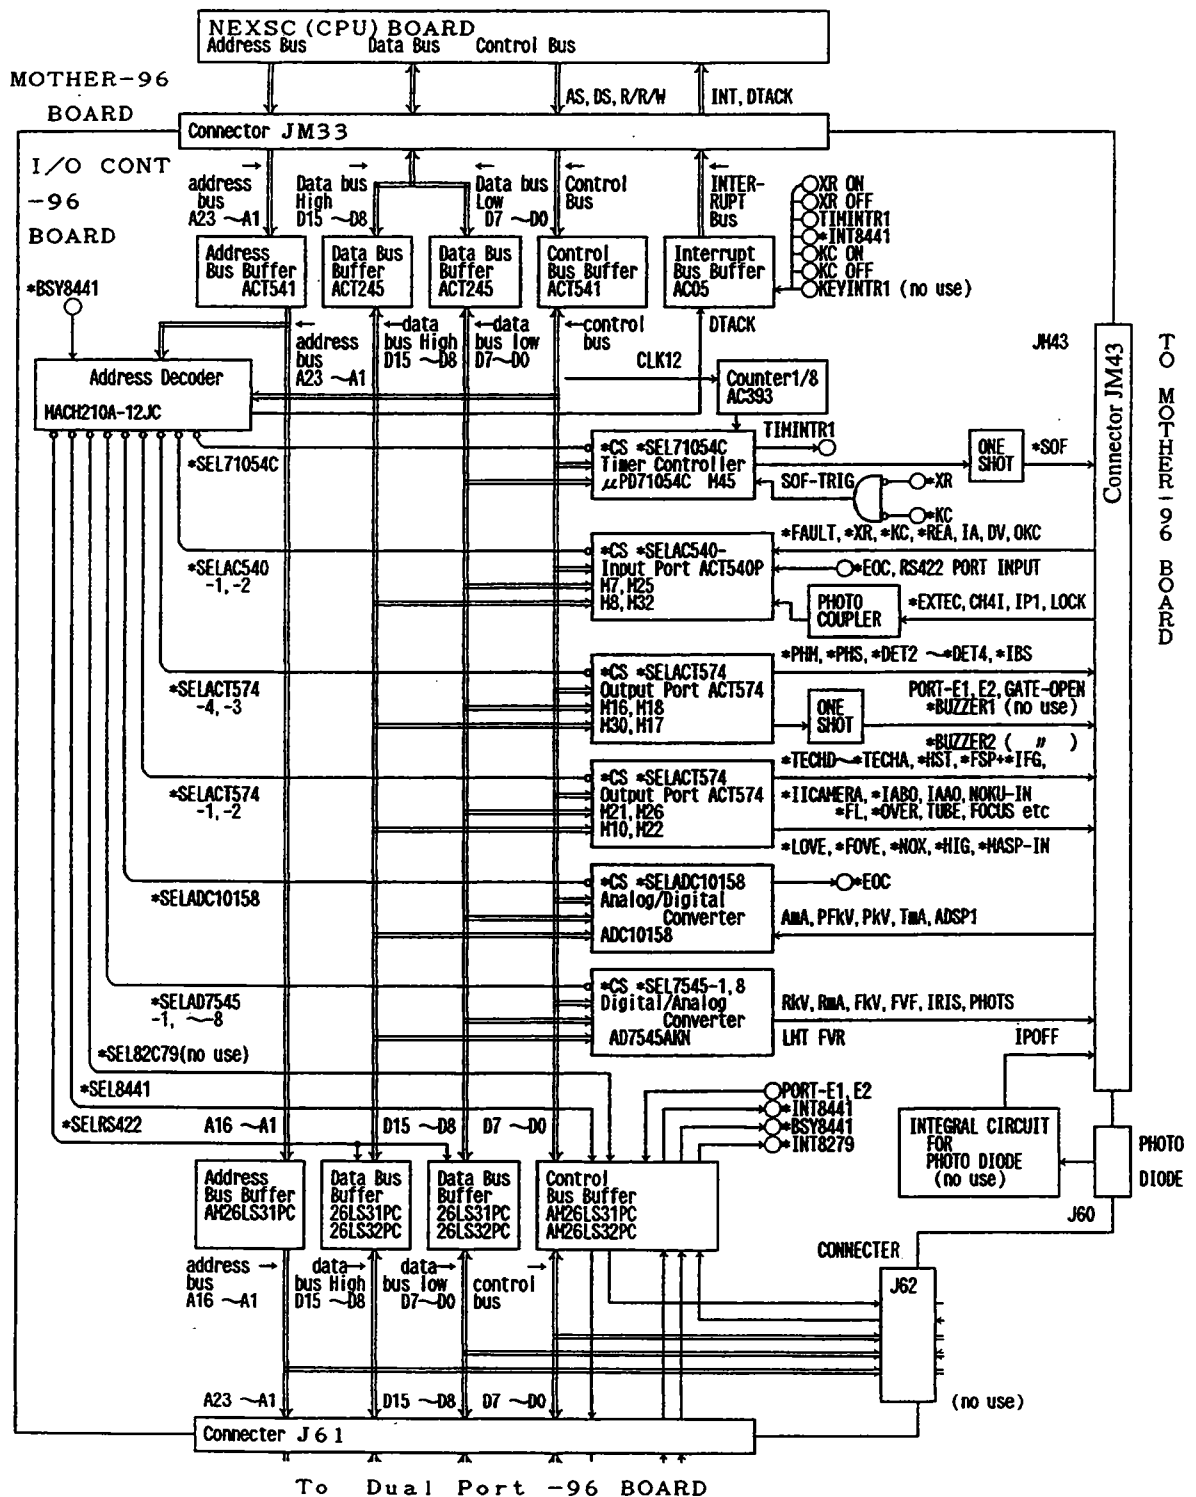 NEXSC (CPU) BOARD
Address Bus Data Bus Control Bus
MOTHER-96
BOARD
AS, DS, R/R/W INT, DTACK
Connector JM33
I/O CONT
-96
BOARD
address
bus
A23 ~A1
Data bus
High
D15 ~D8
Data bus
Low
D7 ~D0
Control
Bus
INTER-
RUPT
Bus
XR ON
XR OFF
TIMINTR1
*INT8441
KC ON
KC OFF
KEYINTR1 (no use)
Address
Bus Buffer
ACT541
Data Bus
Buffer
ACT245
Data Bus
Buffer
ACT245
Control
Bus Buffer
ACT541
Interrupt
Bus Buffer
AC05
*BSY8441
address
bus
A23 ~A1
data
bus High
D15 ~D8
data
bus low
D7 ~D0
control
bus
DTACK
CLK12
JM43
Connector JM43
TO MOTHER-96 BOARD
Address Decoder
MACH210A-12JC
Counter1/8
AC393
TIMINTR1
*SEL71054C
*CS *SEL71054C
Timer Controller
μPD71054C M45
ONE
SHOT
*SOF
SOF-TRIG
*XR
*KC
*FAULT, *XR, *KC, *REA, IA, DV, OKC
*SELAC540
-1, -2
*CS *SELAC540-
Input Port ACT540P
M7, M25
M8, M32
*EOC, RS422 PORT INPUT
PHOTO
COUPLER
*EXTEC, CH4I, IP1, LOCK
*PHM, *PHS, *DET2 ~*DET4, *IBS
*SELACT574
-4, -3
*CS *SELACT574
Output Port ACT574
M16, M18
M30, M17
ONE
SHOT
PORT-E1, E2, GATE-OPEN
*BUZZER1 (no use)
*BUZZER2 ( 〃 )
*TECHD~*TECHA, *HST, *FSP+*IFG,
*SELACT574
-1, -2
*CS *SELACT574
Output Port ACT574
M21, M26
M10, M22
*IICAMERA, *IABO, IAAO, NOKU-IN
*FL, *OVER, TUBE, FOCUS etc
*LOVE, *FOVE, *NOX, *HIG, *MASP-IN
*SELADC10158
*CS *SELADC10158
Analog/Digital
Converter
ADC10158
*EOC
AmA, PFkV, PkV, TmA, ADSP1
*SELAD7545
-1, ~-8
*CS *SEL7545-1, 8
Digital/Analog
Converter
AD7545AKN
RkV, RmA, FkV, FVF, IRIS, PHOTS
LHT FVR
IPOFF
*SEL82C79(no use)
*SEL8441
*SELRS422
A16 ~A1 D15 ~D8 D7 ~D0
PORT-E1, E2
*INT8441
*BSY8441
*INT8279
INTEGRAL CIRCUIT
FOR
PHOTO DIODE
(no use)
PHOTO
DIODE
J60
Address
Bus Buffer
AM26LS31PC
Data Bus
Buffer
26LS31PC
26LS32PC
Data Bus
Buffer
26LS31PC
26LS32PC
Control
Bus Buffer
AM26LS31PC
AM26LS32PC
address
bus
A16 ~A1
data
bus High
D15 ~D8
data
bus low
D7~D0
control
bus
CONNECTER
J62
(no use)
A23 ~A1 D15 ~D8 D7 ~D0
Connecter J61
To Dual Port -96 BOARD